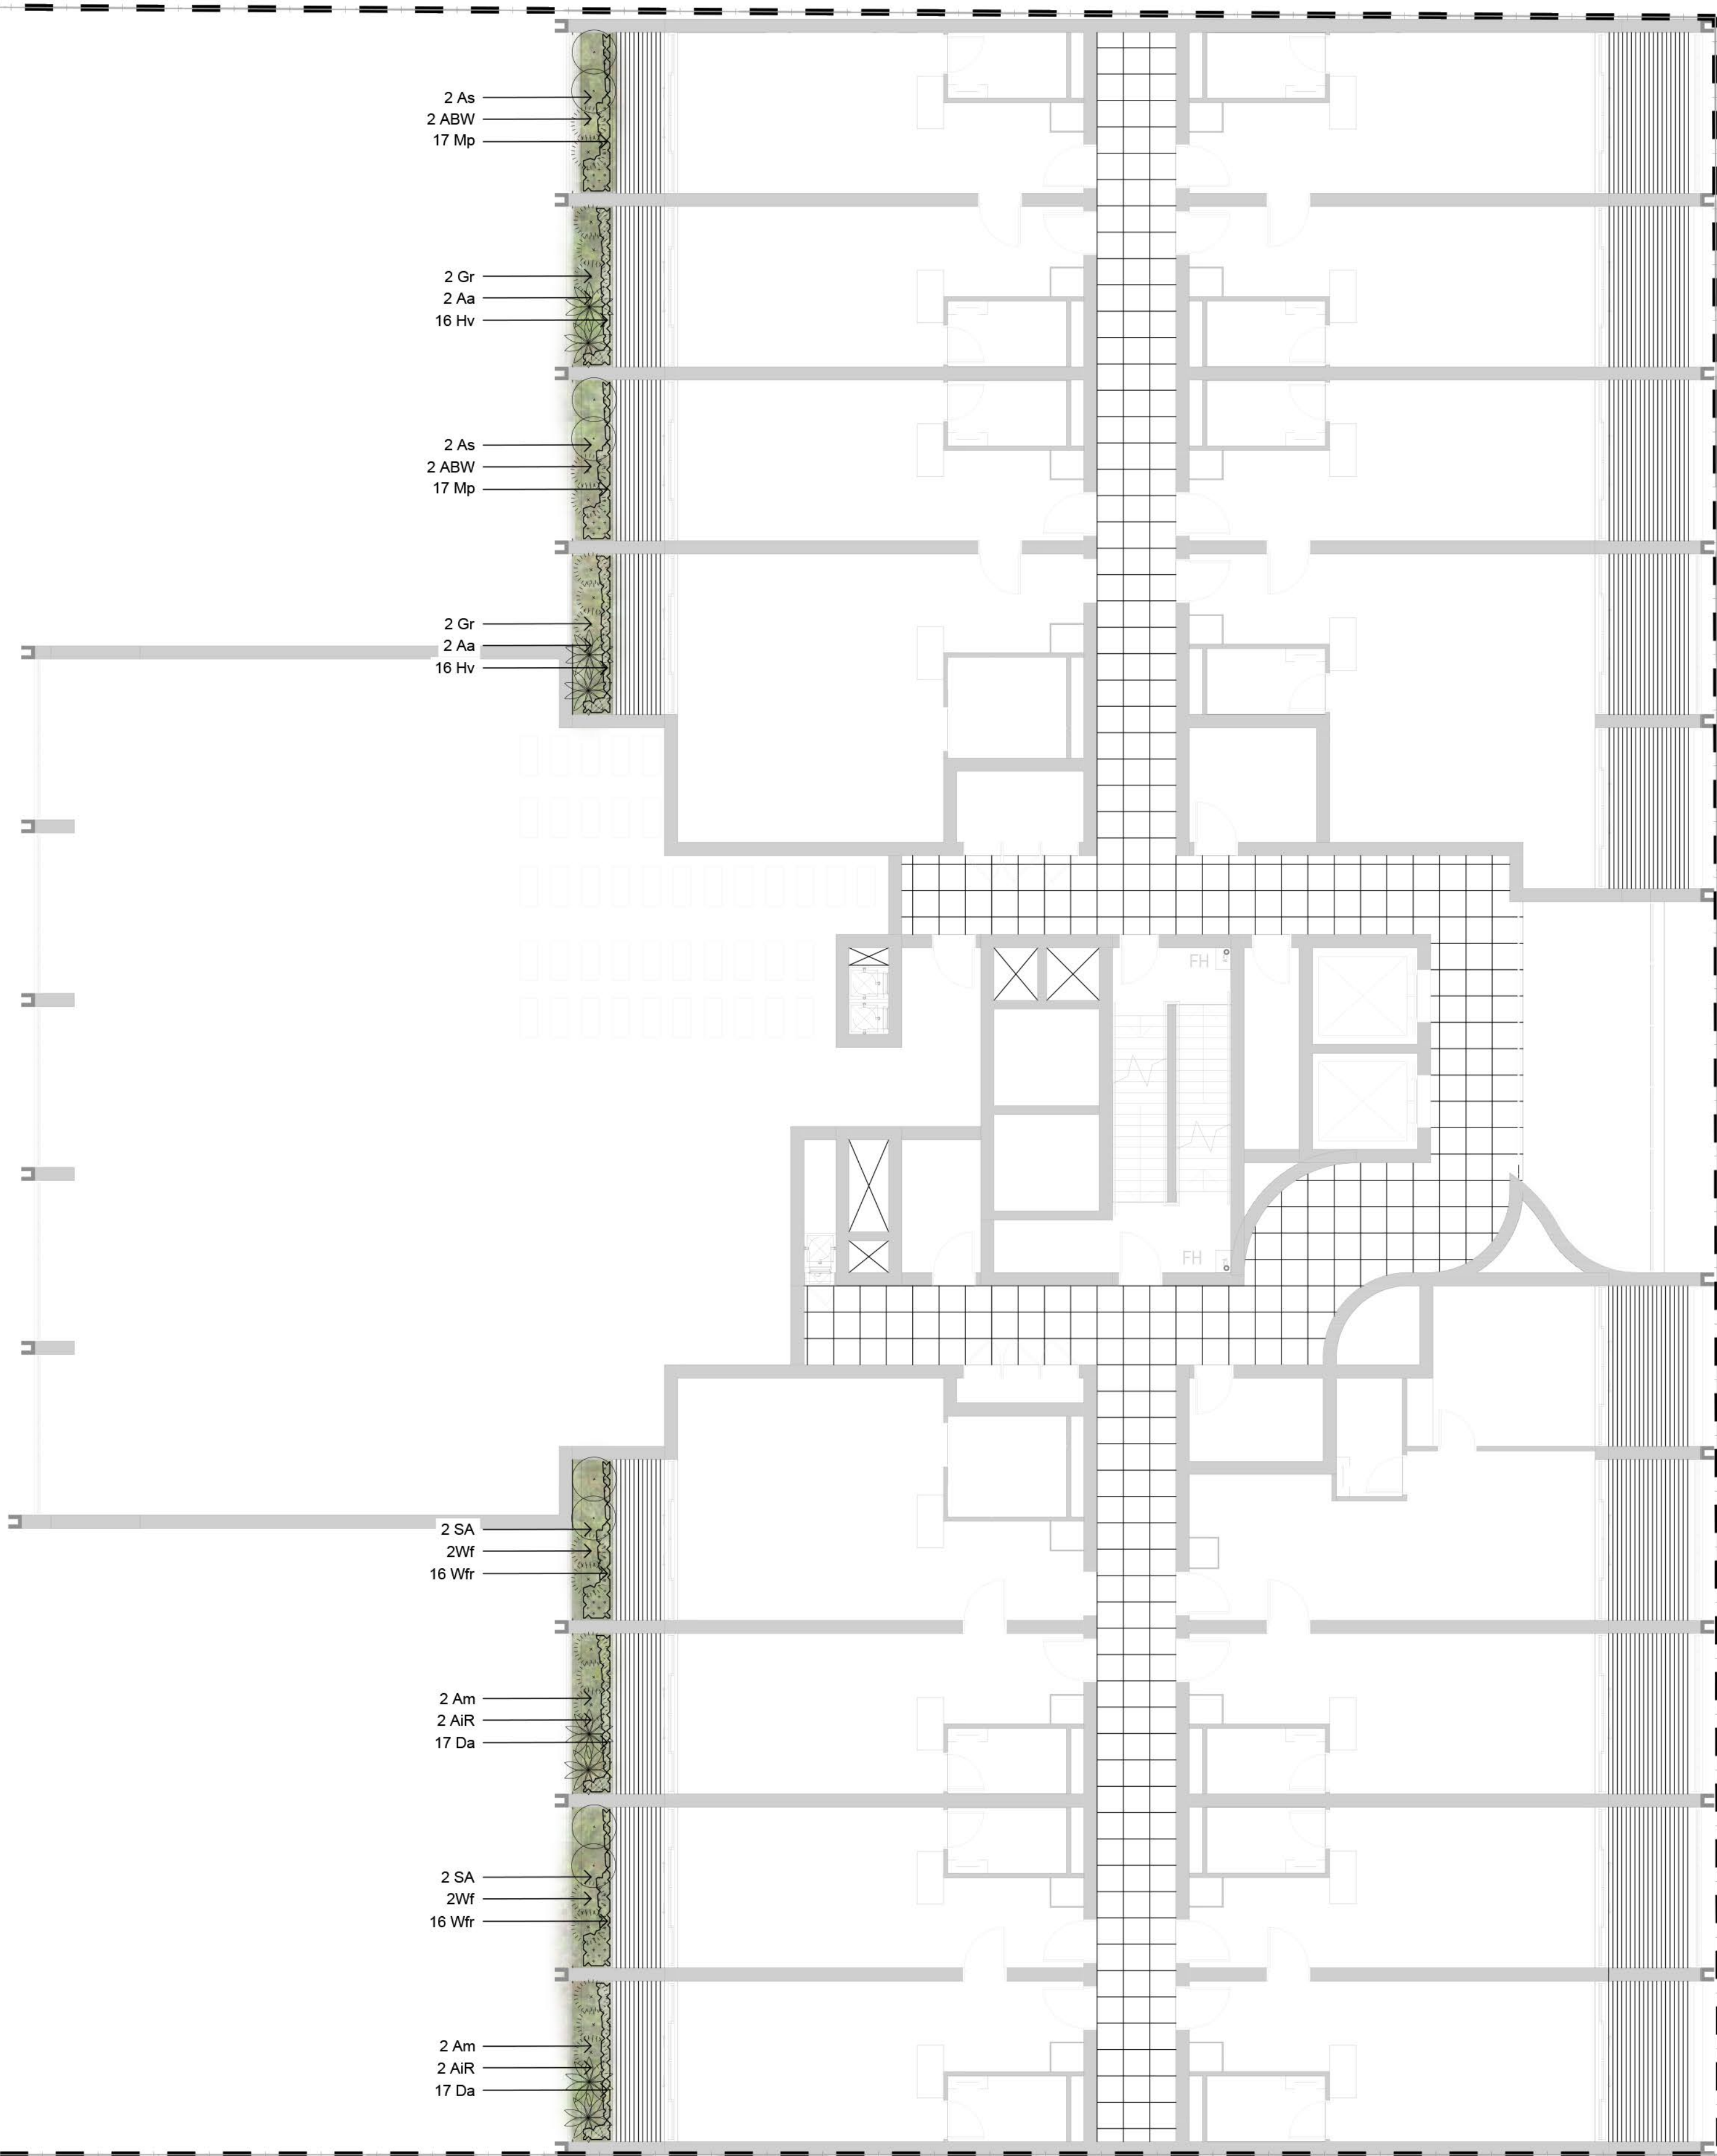 2 As
2 ABW
17 Mp
2 Gr
2 Aa
16 Hv
2 As
2 ABW
17 Mp
2 Gr
2 Aa
16 Hv
FH
FH
2 SA
2Wf
16 Wfr
2 Am
2 AiR
17 Da
2 SA
2Wf
16 Wfr
2 Am
2 AiR
17 Da